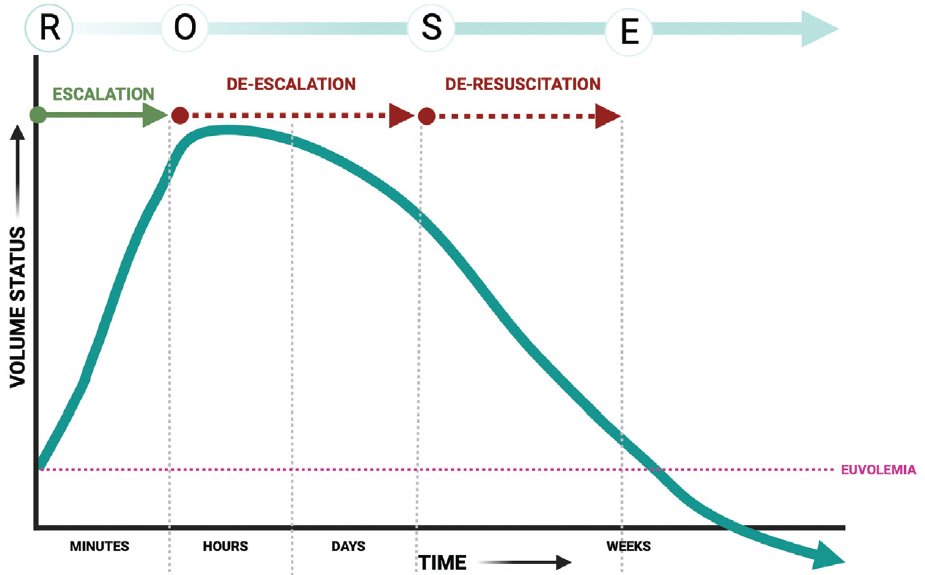 R O S E
ESCALATION
DE-ESCALATION
DE-RESUSCITATION
VOLUME STATUS
EUVOLEMIA
MINUTES
HOURS
DAYS
WEEKS
TIME